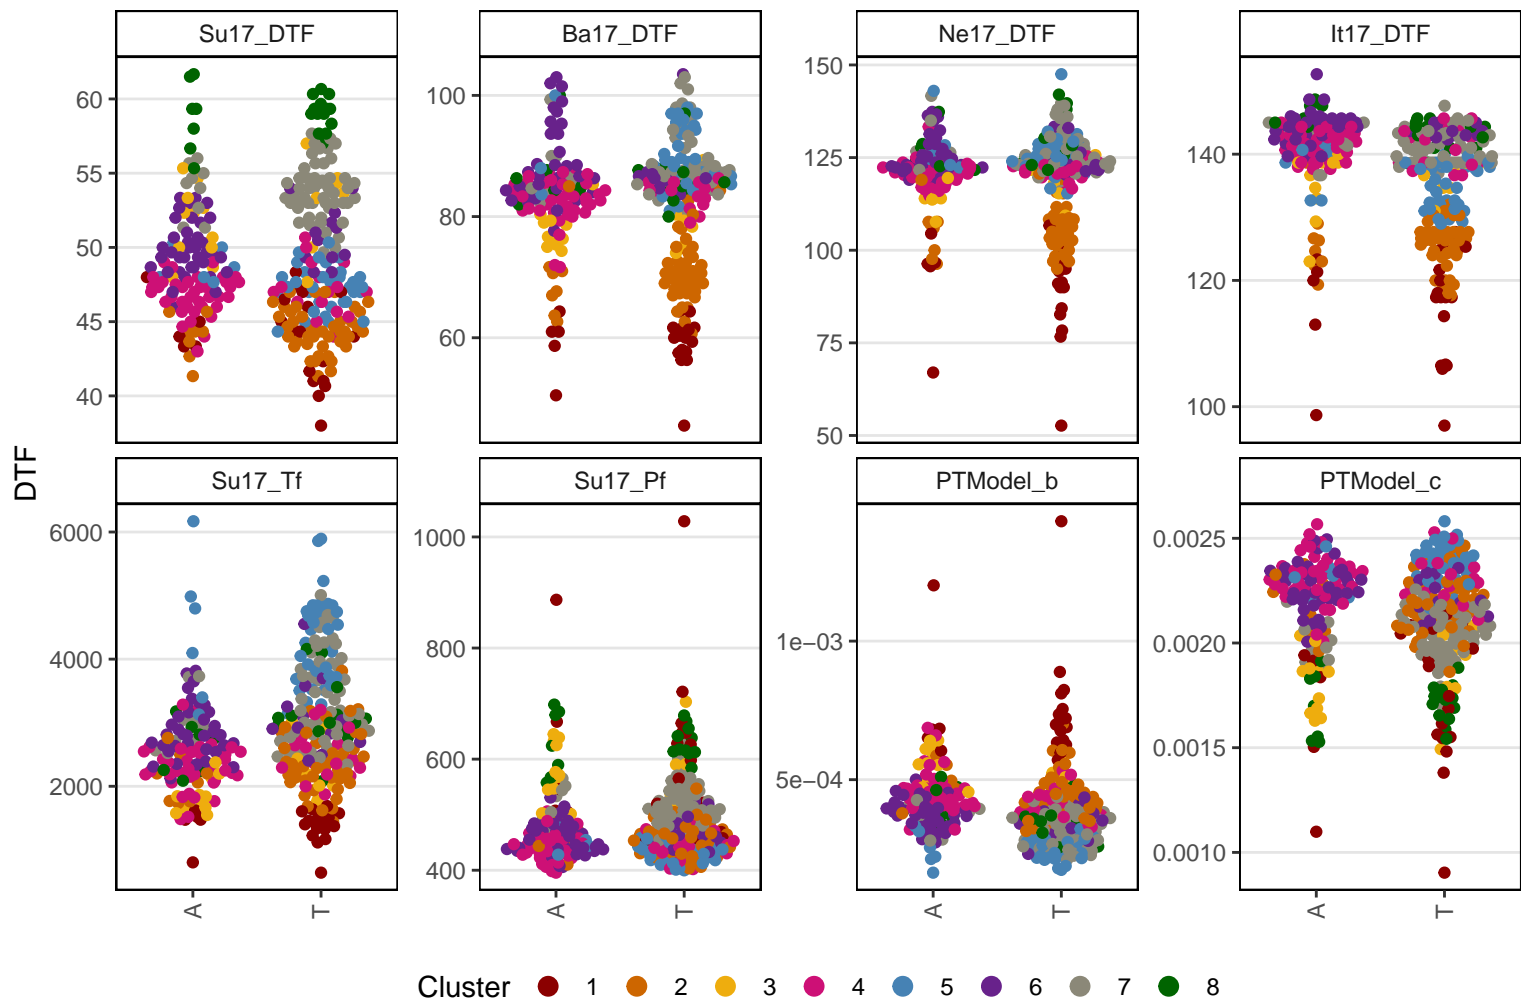 Su17_DTF Ba17_DTF Ne17_DTF It17_DTF
60 55 50 45 40
100 80 60
150 125 100 75 50
140 120 100
DTF
Su17_Tf Su17_Pf PTModel_b PTModel_c
6000 4000 2000
1000 800 600 400
1e−03 5e−04
0.0025 0.0020 0.0015 0.0010
A T A T A T A T
Cluster 1 2 3 4 5 6 7 8